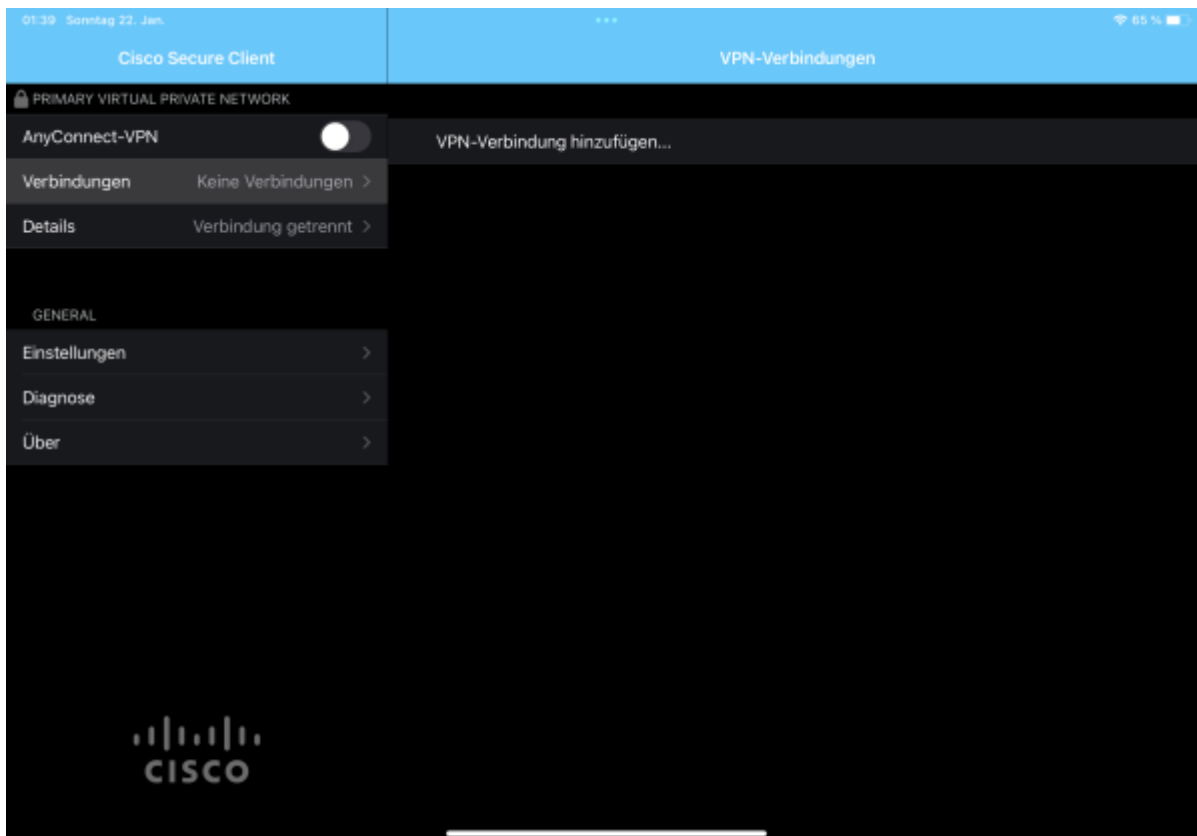 01:39 Sonntag 22. Jan.
65 %
Cisco Secure Client
VPN-Verbindungen
PRIMARY VIRTUAL PRIVATE NETWORK
AnyConnect-VPN
VPN-Verbindung hinzufügen...
Verbindungen Keine Verbindungen
Details Verbindung getrennt
GENERAL
Einstellungen
Diagnose
Über
CISCO